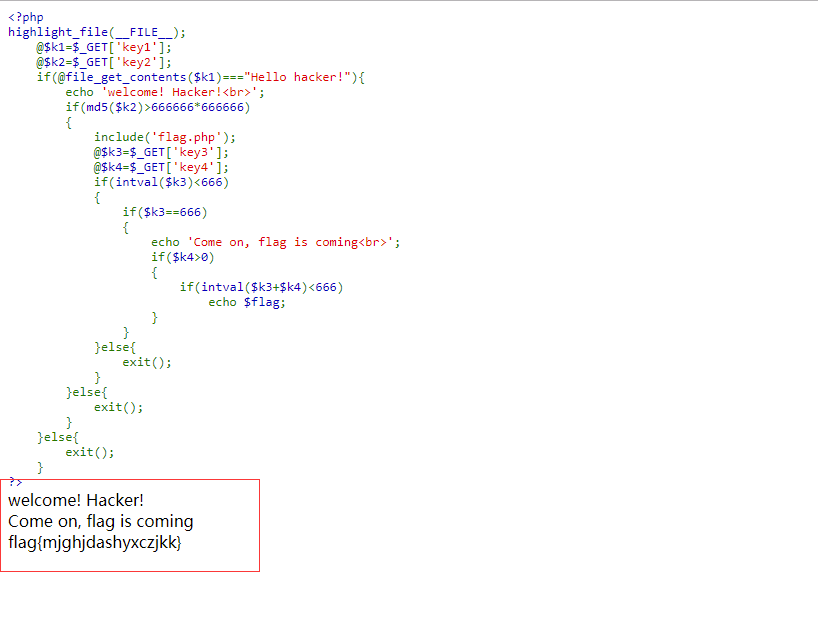 <?php
highlight_file(__FILE__);
    @$k1=$_GET['key1'];
    @$k2=$_GET['key2'];
    if(@file_get_contents($k1)==="Hello hacker!"){
        echo 'welcome! Hacker!<br>';
        if(md5($k2)>666666*666666)
        {
            include('flag.php');
            @$k3=$_GET['key3'];
            @$k4=$_GET['key4'];
            if(intval($k3)<666)
            {
                if($k3==666)
                {
                    echo 'Come on, flag is coming<br>';
                    if($k4>0)
                    {
                        if(intval($k3+$k4)<666)
                            echo $flag;
                    }
                }
            }else{
                exit();
            }
        }else{
            exit();
        }
    }else{
        exit();
    }
?>
welcome! Hacker!
Come on, flag is coming
flag{mjghjdashyxczjkk}